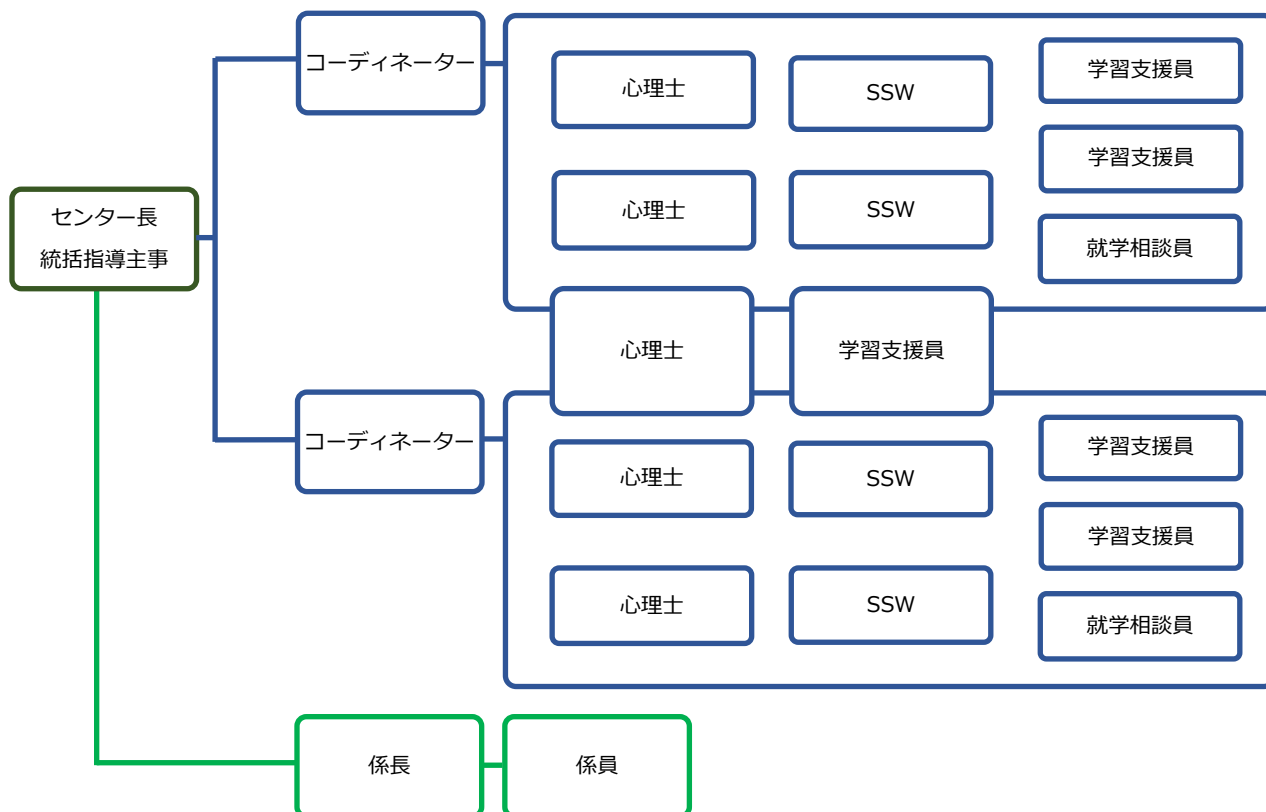 コーディネーター
心理士
SSW
学習支援員
学習支援員
心理士
SSW
就学相談員
センター長
統括指導主事
心理士
学習支援員
コーディネーター
心理士
SSW
学習支援員
学習支援員
心理士
SSW
就学相談員
係長
係員